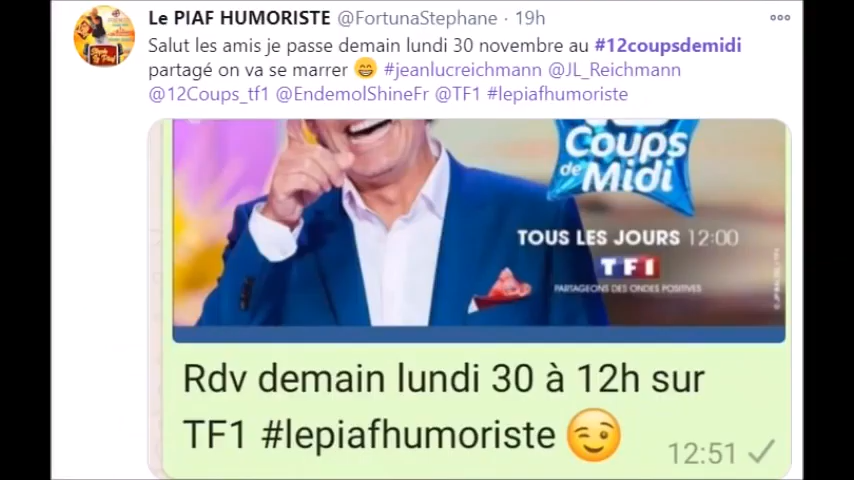 Le PIAF HUMORISTE @FortunaStephane · 19h
Salut les amis je passe demain lundi 30 novembre au #12coupsdemidi
partagé on va se marrer 😁 #jeanlucreichmann @JL_Reichmann
@12Coups_tf1 @EndemolShineFr @TF1 #lepiafhumoriste
Coups
de Midi
TOUS LES JOURS 12:00
TF1
PARTAGEONS DES ONDES POSITIVES
Rdv demain lundi 30 à 12h sur
TF1 #lepiafhumoriste 😉
12:51 ✓